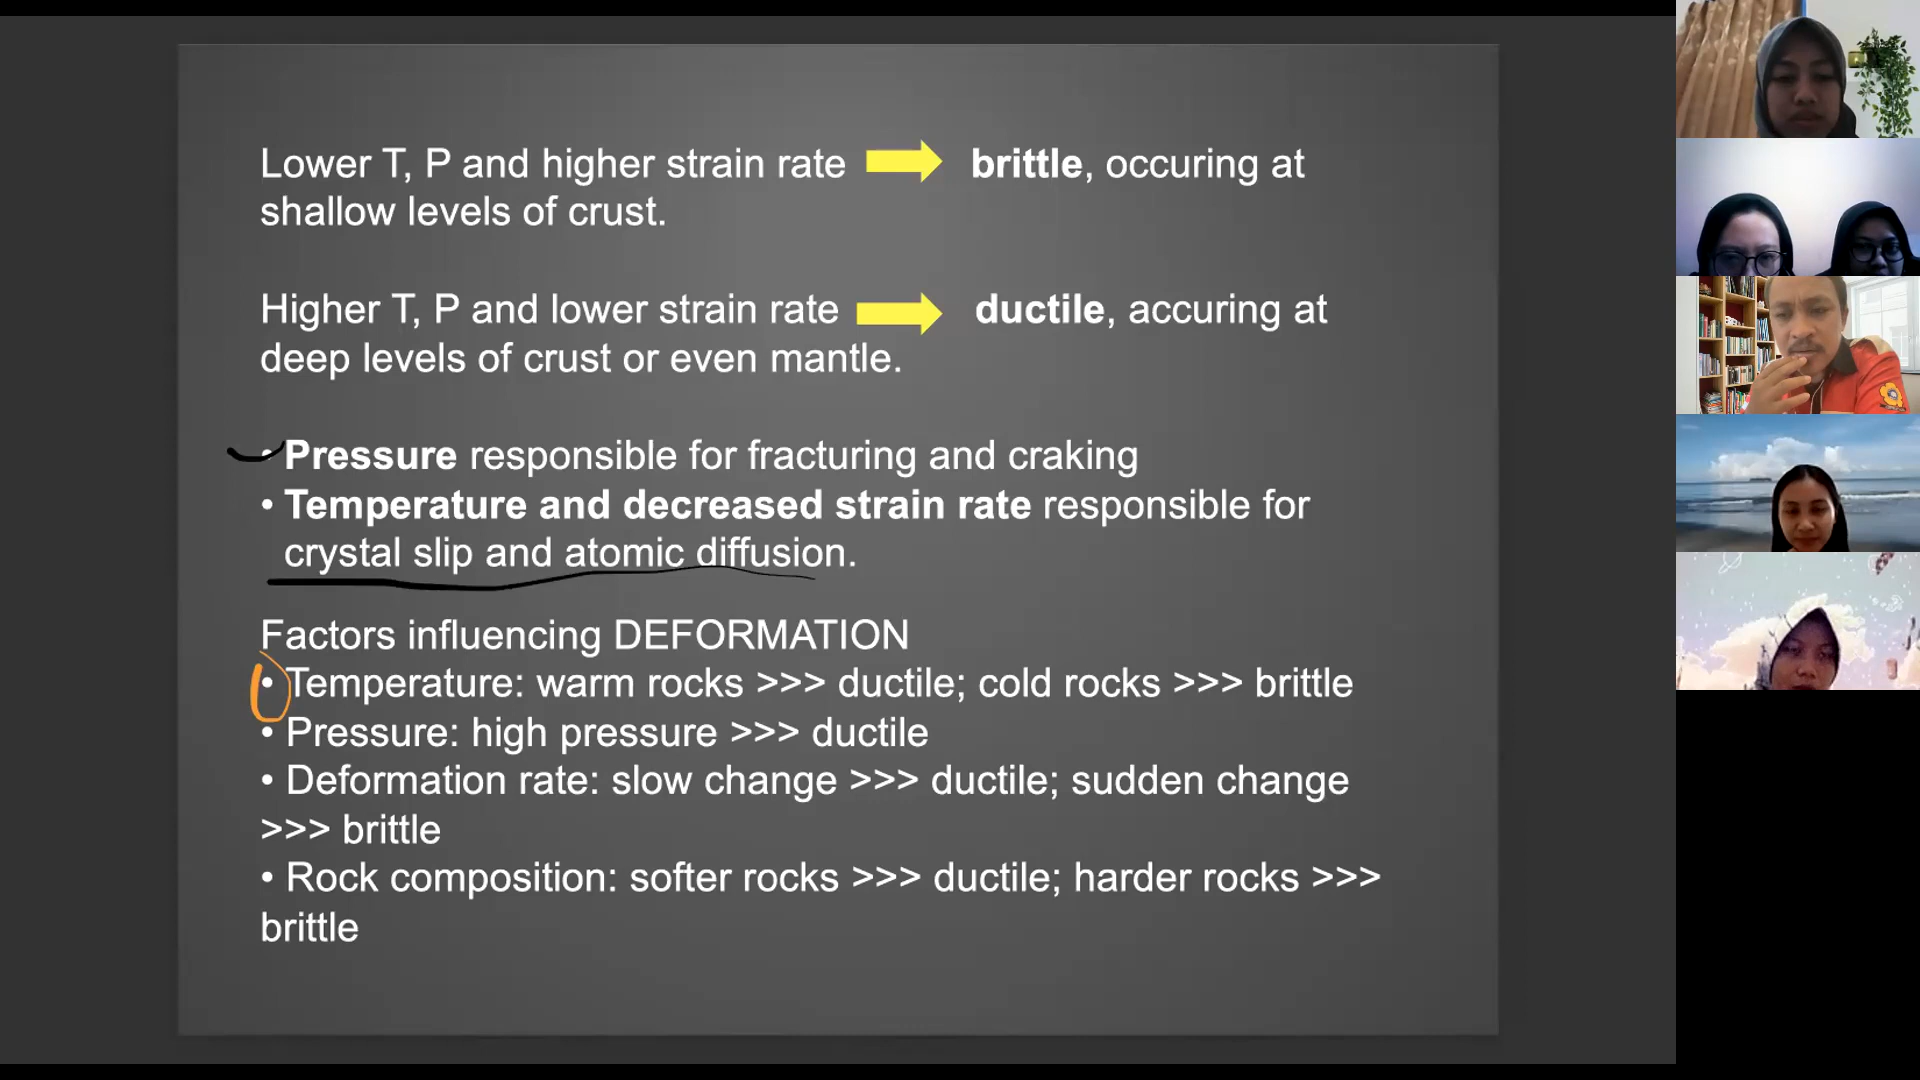 Lower T, P and higher strain rate brittle, occuring at
shallow levels of crust.
Higher T, P and lower strain rate ductile, accuring at
deep levels of crust or even mantle.
• Pressure responsible for fracturing and craking
• Temperature and decreased strain rate responsible for
crystal slip and atomic diffusion.
Factors influencing DEFORMATION
• Temperature: warm rocks >>> ductile; cold rocks >>> brittle
• Pressure: high pressure >>> ductile
• Deformation rate: slow change >>> ductile; sudden change
>>> brittle
• Rock composition: softer rocks >>> ductile; harder rocks >>>
brittle